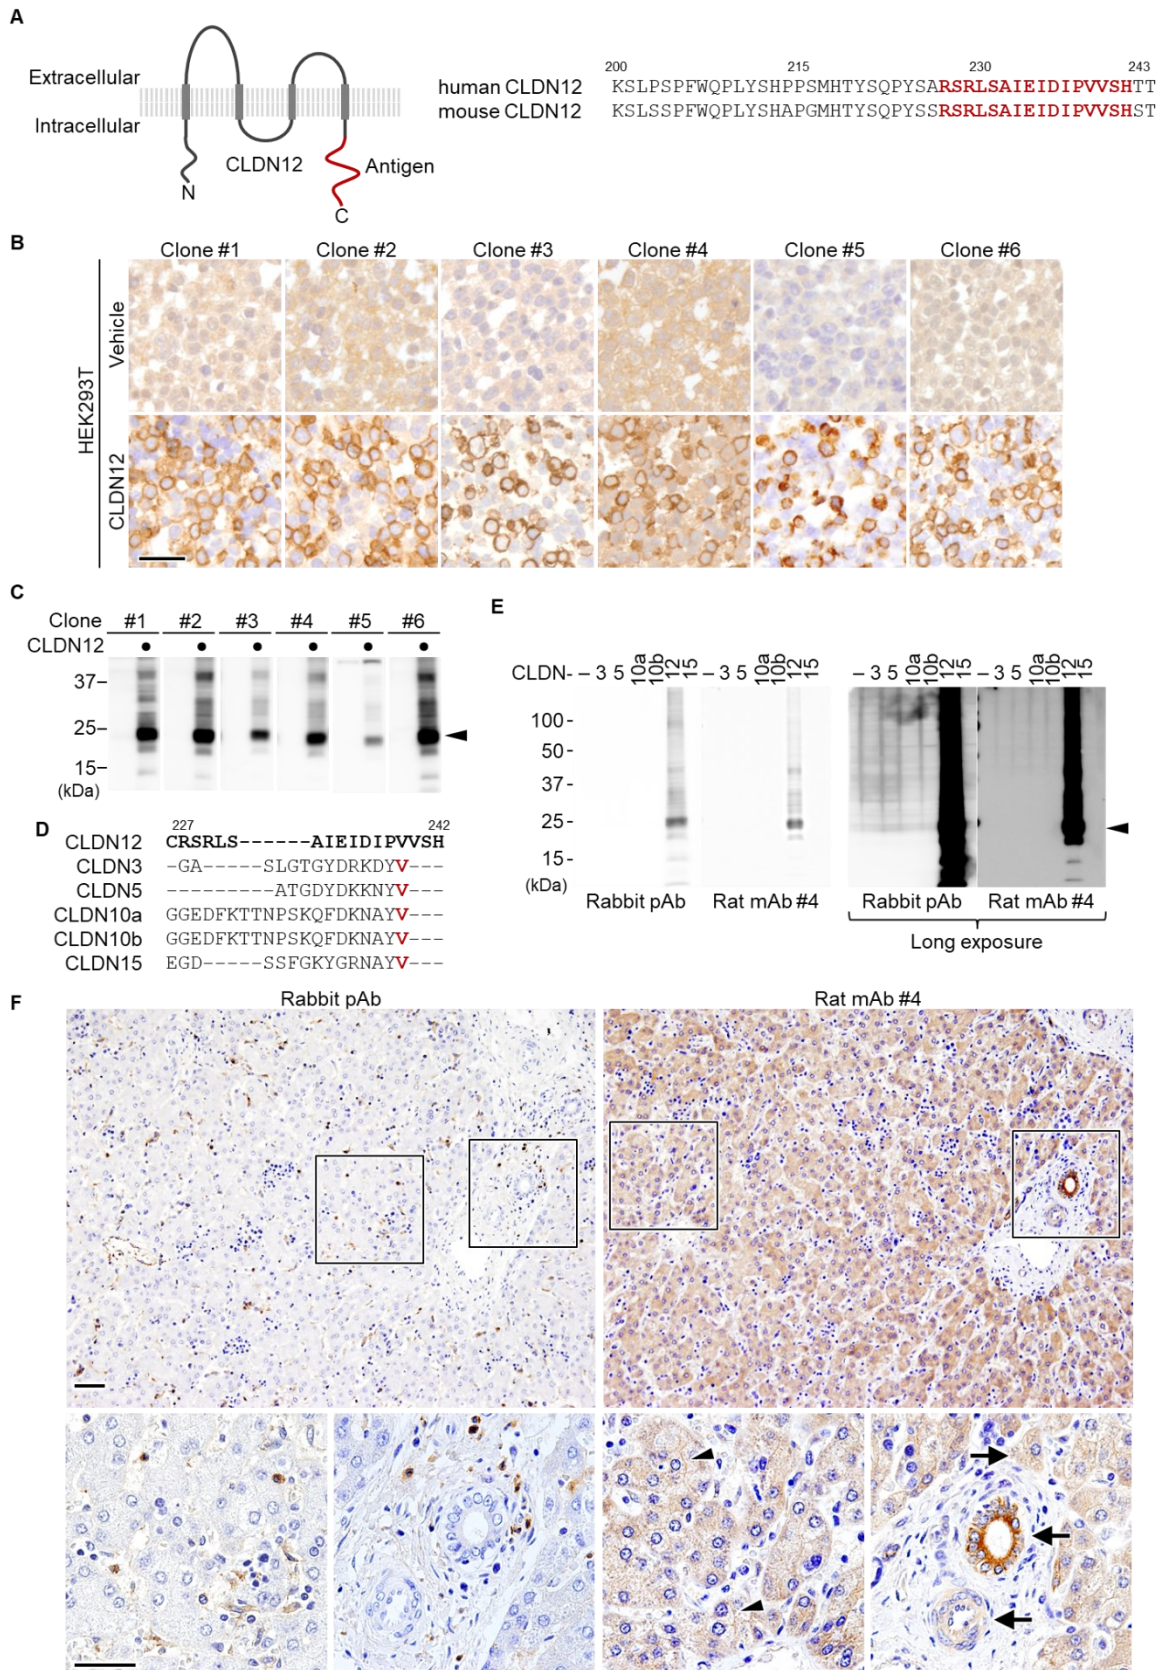 A
Extracellular
Intracellular
CLDN12
Antigen
N
C
200 215 230 243
human CLDN12 KSLPSPFWQPLYSHPPSMHTYSQPYSARSRLSAIEIDIPVVSHTT
mouse CLDN12 KSLSSPFWQPLYSHAPGMHTYSQPYSSRSRLSAIEIDIPVVSHST
B
Clone #1 Clone #2 Clone #3 Clone #4 Clone #5 Clone #6
HEK293T
Vehicle
CLDN12
C
Clone #1 #2 #3 #4 #5 #6
CLDN12 ● ● ● ● ● ●
37–
25–
15–
(kDa)
D
227 242
CLDN12 CRSRLS------AIEIDIPVVSH
CLDN3 -GA-----SLGTGYDRKDYV---
CLDN5 ---------ATGDYDKKNYV---
CLDN10a GGEDFKTTNPSKQFDKNAYV---
CLDN10b GGEDFKTTNPSKQFDKNAYV---
CLDN15 EGD-----SSFGKYGRNAYV---
E
CLDN- – 3 5 10a 10b 12 15 – 3 5 10a 10b 12 15 – 3 5 10a 10b 12 15 – 3 5 10a 10b 12 15
100-
50-
37-
25-
15-
(kDa)
Rabbit pAb Rat mAb #4 Rabbit pAb Rat mAb #4
Long exposure
F
Rabbit pAb Rat mAb #4